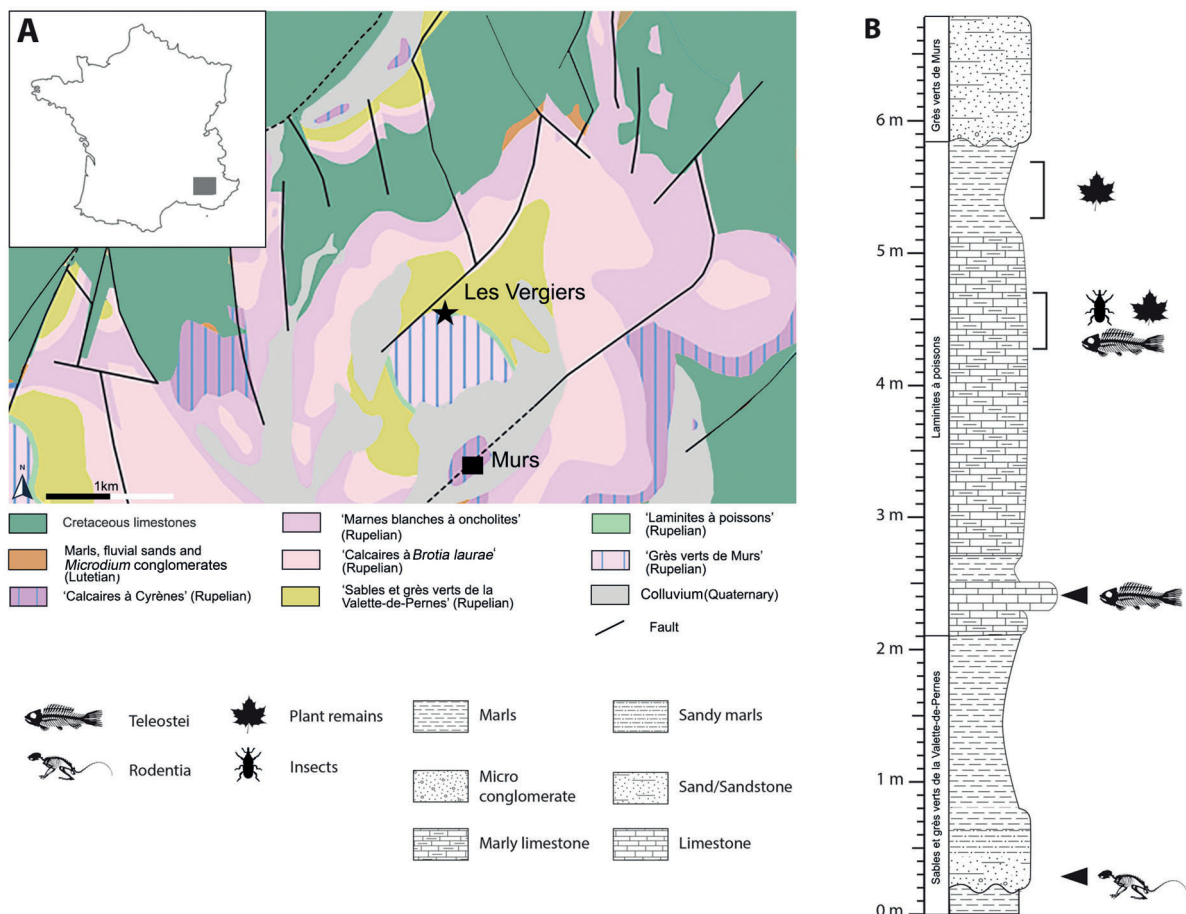 A
Les Vergiers
Murs
N
1km
Cretaceous limestones
Marls, fluvial sands and
Microdium conglomerates
(Lutetian)
'Calcaires à Cyrènes' (Rupelian)
'Marnes blanches à oncholites'
(Rupelian)
'Calcaires à Brotia laurae'
(Rupelian)
'Sables et grès verts de la
Valette-de-Pernes' (Rupelian)
'Laminites à poissons'
(Rupelian)
'Grès verts de Murs'
(Rupelian)
Colluvium(Quaternary)
Fault
Teleostei
Plant remains
Marls
Sandy marls
Rodentia
Insects
Micro
conglomerate
Sand/Sandstone
Marly limestone
Limestone
B
Grès verts de Murs
6 m
Laminites à poissons
5 m
4 m
3 m
2 m
Sables et grès verts de la Valette-de-Pernes
1 m
0 m